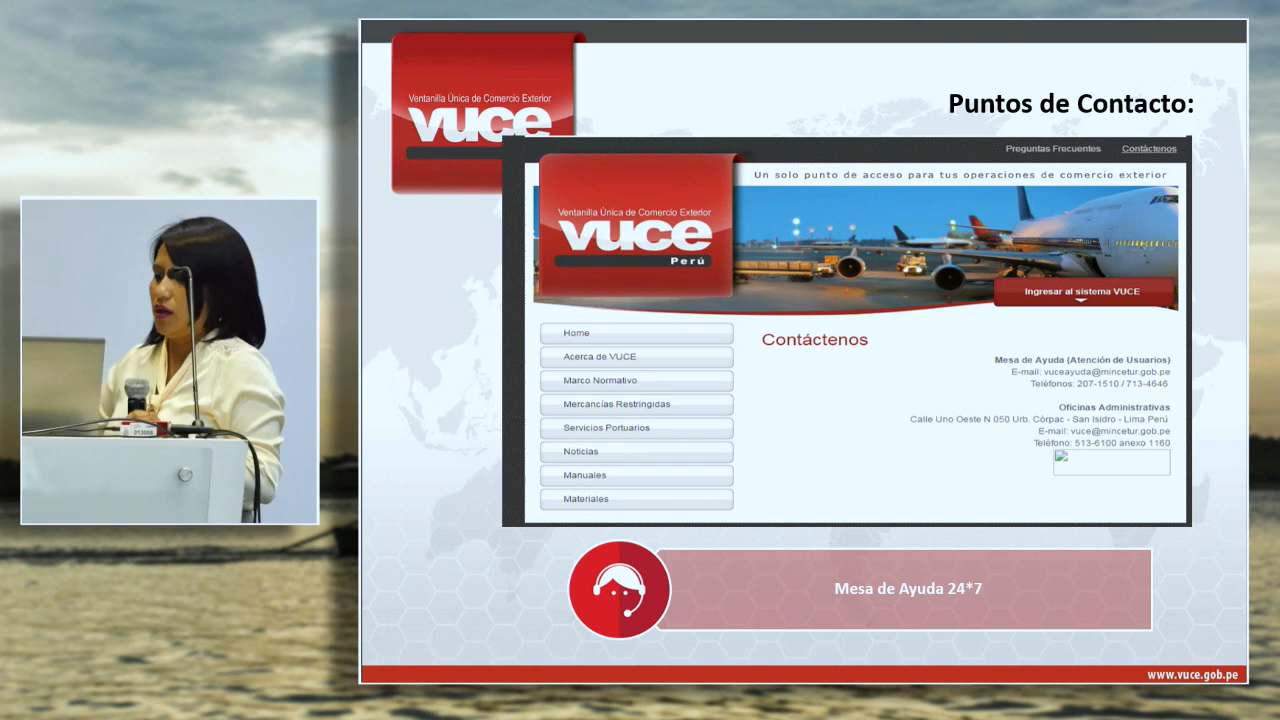 Ventanilla Única de Comercio Exterior
vuce
Puntos de Contacto:
Preguntas Frecuentes Contáctenos
Un solo punto de acceso para tus operaciones de comercio exterior
Ventanilla Única de Comercio Exterior
vuce
Perú
Ingresar al sistema VUCE
Home
Acerca de VUCE
Marco Normativo
Mercancías Restringidas
Servicios Portuarios
Noticias
Manuales
Materiales
Contáctenos
Mesa de Ayuda (Atención de Usuarios)
E-mail: vuceayuda@mincetur.gob.pe
Teléfonos: 207-1510 / 713-4646
Oficinas Administrativas
Calle Uno Oeste N 050 Urb. Córpac - San Isidro - Lima Perú
E-mail: vuce@mincetur.gob.pe
Teléfono: 513-6100 anexo 1160
Mesa de Ayuda 24*7
www.vuce.gob.pe